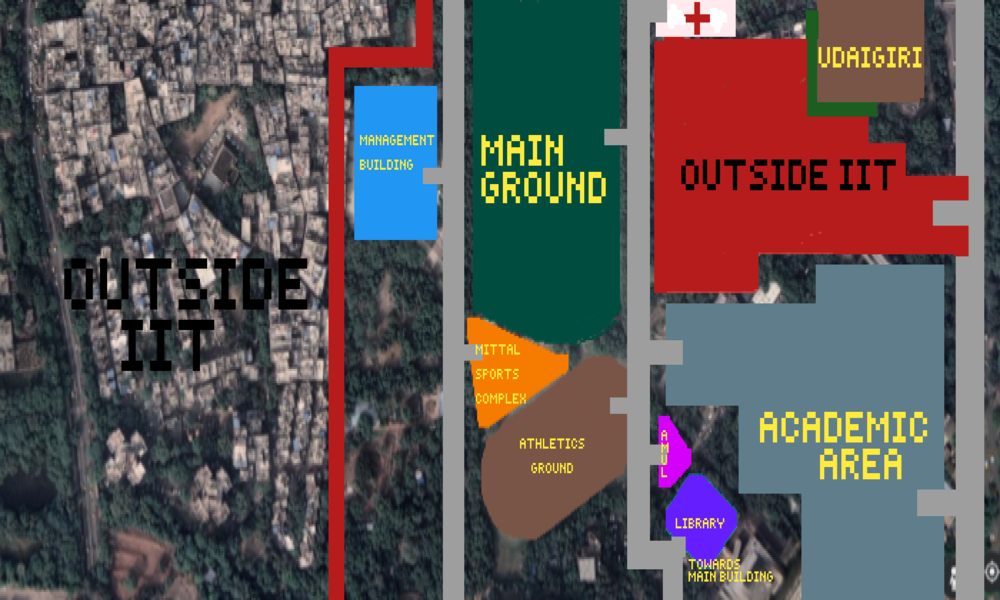 UDAIGIRI
MANAGEMENT
BUILDING
MAIN
GROUND
OUTSIDE IIT
OUTSIDE
IIT
MITTAL
SPORTS
COMPLEX
ATHLETICS
GROUND
AMUL
ACADEMIC
AREA
LIBRARY
TOWARDS
MAIN BUILDING